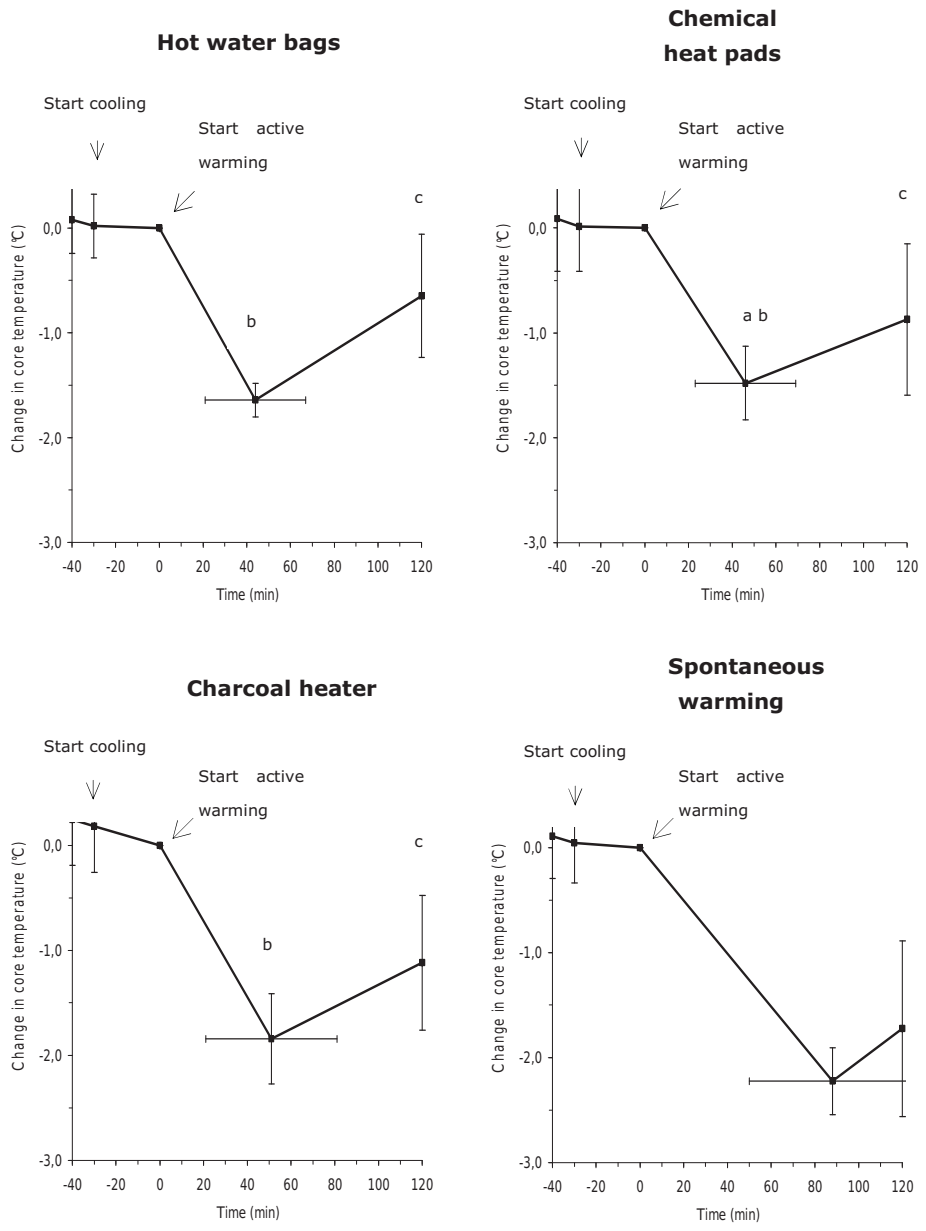 Hot water bags
Start cooling
Start active
warming
c
b
Change in core temperature (°C)
0,0
-1,0
-2,0
-3,0
-40 -20 0 20 40 60 80 100 120
Time (min)
Chemical
heat pads
Start cooling
Start active
warming
c
a b
Change in core temperature (°C)
0,0
-1,0
-2,0
-3,0
-40 -20 0 20 40 60 80 100 120
Time (min)
Charcoal heater
Start cooling
Start active
warming
c
b
Change in core temperature (°C)
0,0
-1,0
-2,0
-3,0
-40 -20 0 20 40 60 80 100 120
Time (min)
Spontaneous
warming
Start cooling
Start active
warming
Change in core temperature (°C)
0,0
-1,0
-2,0
-3,0
-40 -20 0 20 40 60 80 100 120
Time (min)